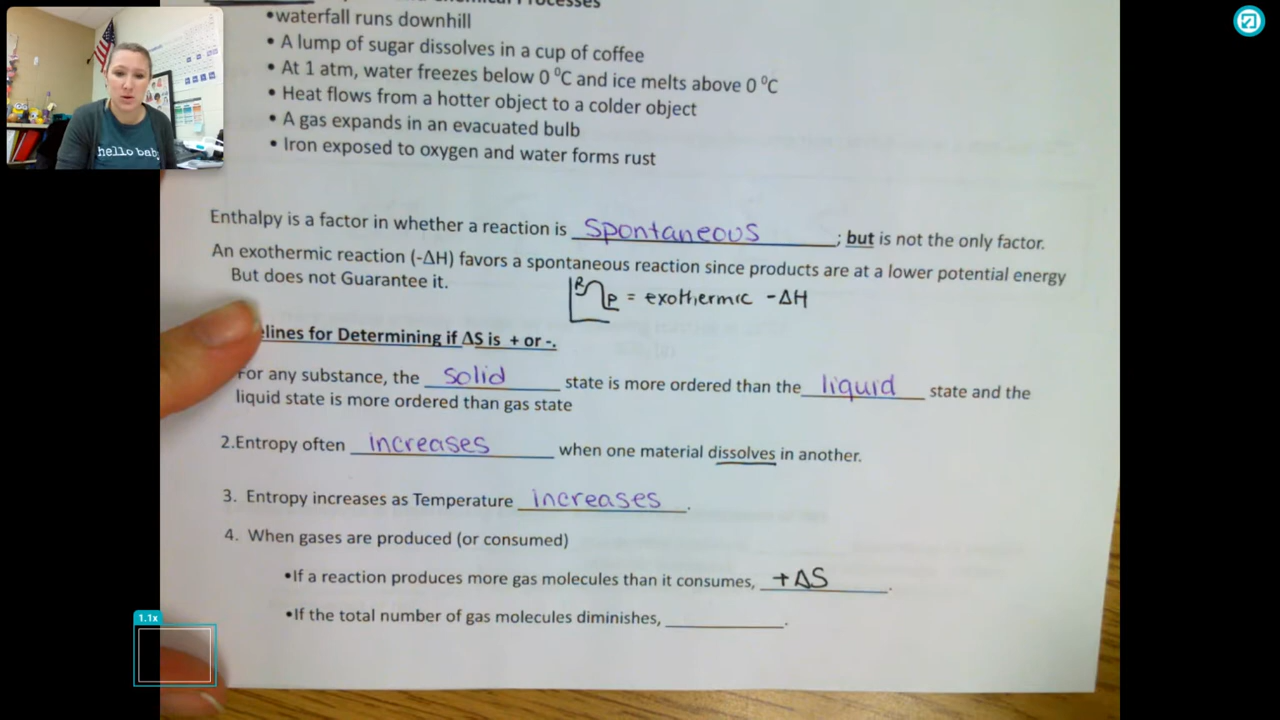 hello baby
•waterfall runs downhill
• A lump of sugar dissolves in a cup of coffee
• At 1 atm, water freezes below 0 ⁰C and ice melts above 0 ⁰C
• Heat flows from a hotter object to a colder object
• A gas expands in an evacuated bulb
• Iron exposed to oxygen and water forms rust
Enthalpy is a factor in whether a reaction is spontaneous ; but is not the only factor.
An exothermic reaction (-ΔH) favors a spontaneous reaction since products are at a lower potential energy
But does not Guarantee it.
R P = exothermic -ΔH
elines for Determining if ΔS is + or -.
For any substance, the solid state is more ordered than the liquid state and the
liquid state is more ordered than gas state
2.Entropy often increases when one material dissolves in another.
3. Entropy increases as Temperature increases.
4. When gases are produced (or consumed)
•If a reaction produces more gas molecules than it consumes, +ΔS.
•If the total number of gas molecules diminishes, ____________.
1.1x